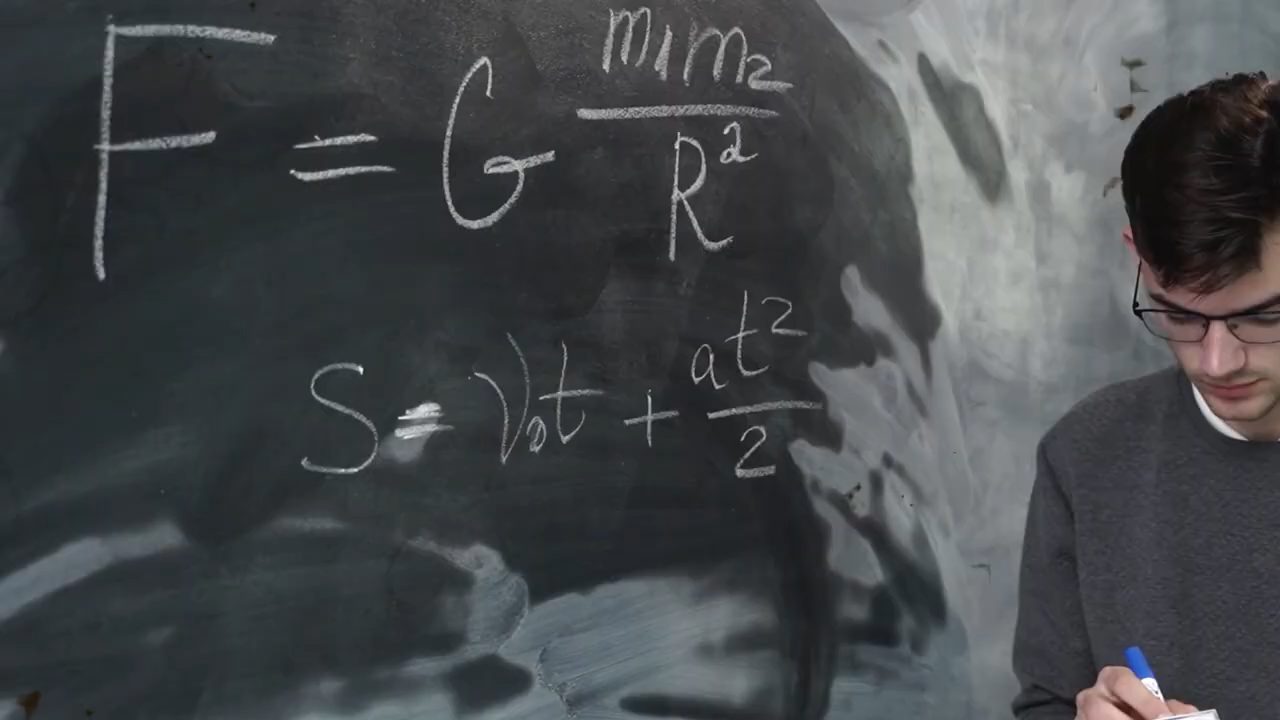 F = G m₁m₂/R²
S = V₀t + at²/2